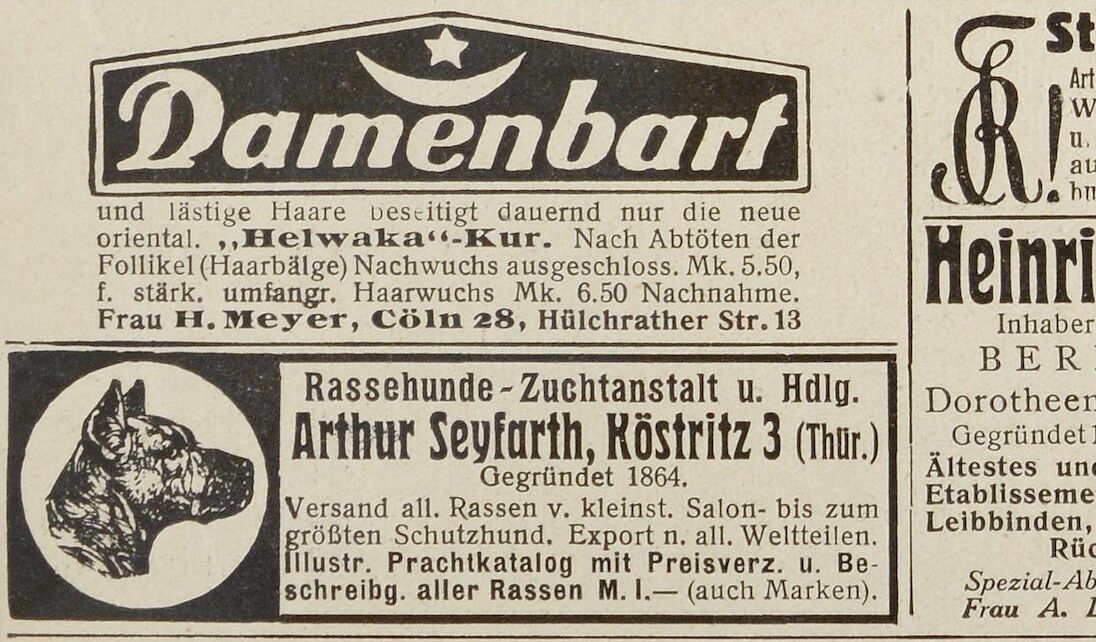 Damenbart
und lästige Haare beseitigt dauernd nur die neue
oriental. „Helwaka“-Kur. Nach Abtöten der
Follikel (Haarbälge) Nachwuchs ausgeschloss. Mk. 5.50,
f. stärk. umfangr. Haarwuchs Mk. 6.50 Nachnahme.
Frau H. Meyer, Cöln 28, Hülchrather Str. 13
Rassehunde-Zuchtanstalt u. Hdlg.
Arthur Seyfarth, Köstritz 3 (Thür.)
Gegründet 1864.
Versand all. Rassen v. kleinst. Salon- bis zum
größten Schutzhund. Export n. all. Weltteilen.
Illustr. Prachtkatalog mit Preisverz. u. Be-
schreibg. aller Rassen M. 1.— (auch Marken).
St
Art
W
u.
au
Heinri
Inhaber
BER
Dorotheen
Gegründet 1
Ältestes und
Etablisseme
Leibbinden,
Rüc
Spezial-Ab
Frau A.